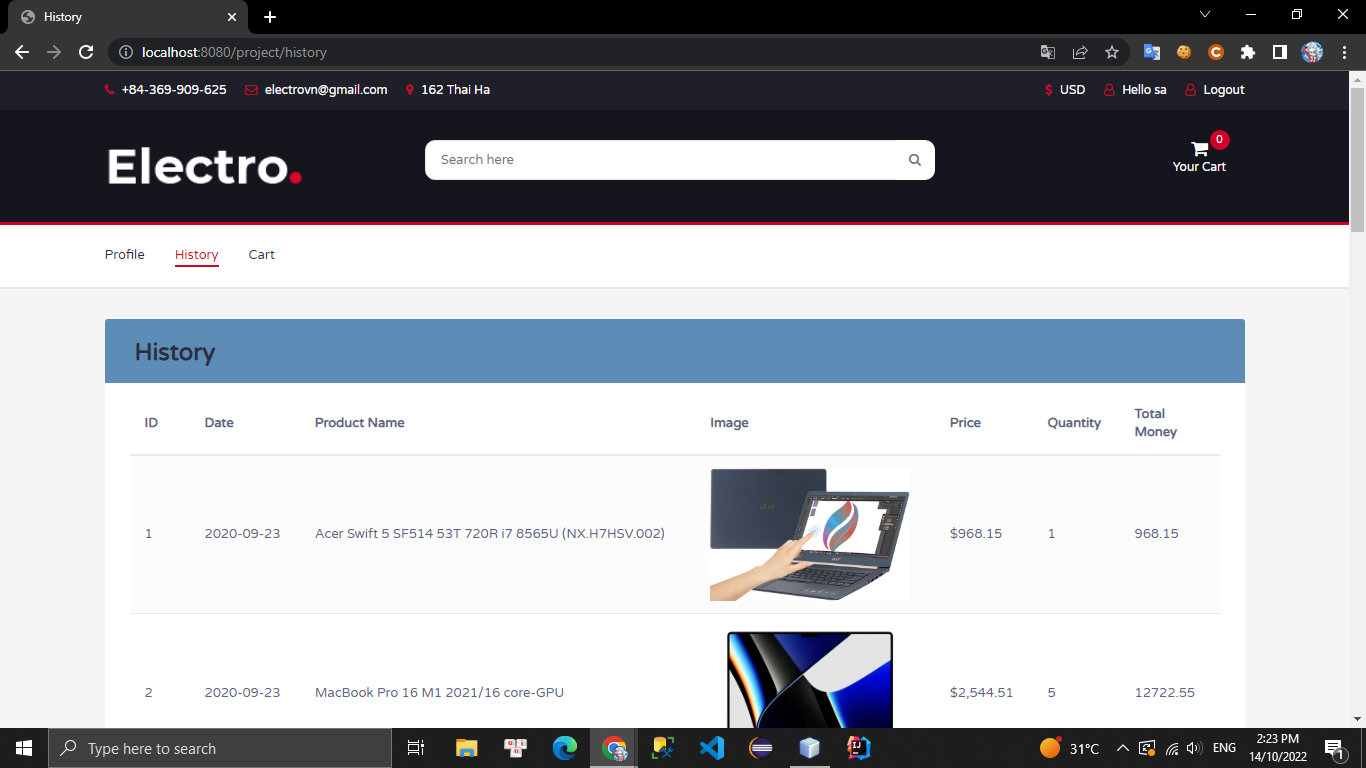 History
localhost:8080/project/history
+84-369-909-625 electrovn@gmail.com 162 Thai Ha $ USD Hello sa Logout
Electro.
Search here
0
Your Cart
Profile History Cart
History
ID Date Product Name Image Price Quantity Total Money
1 2020-09-23 Acer Swift 5 SF514 53T 720R i7 8565U (NX.H7HSV.002) $968.15 1 968.15
2 2020-09-23 MacBook Pro 16 M1 2021/16 core-GPU $2,544.51 5 12722.55
Type here to search
31°C
ENG
2:23 PM
14/10/2022
1